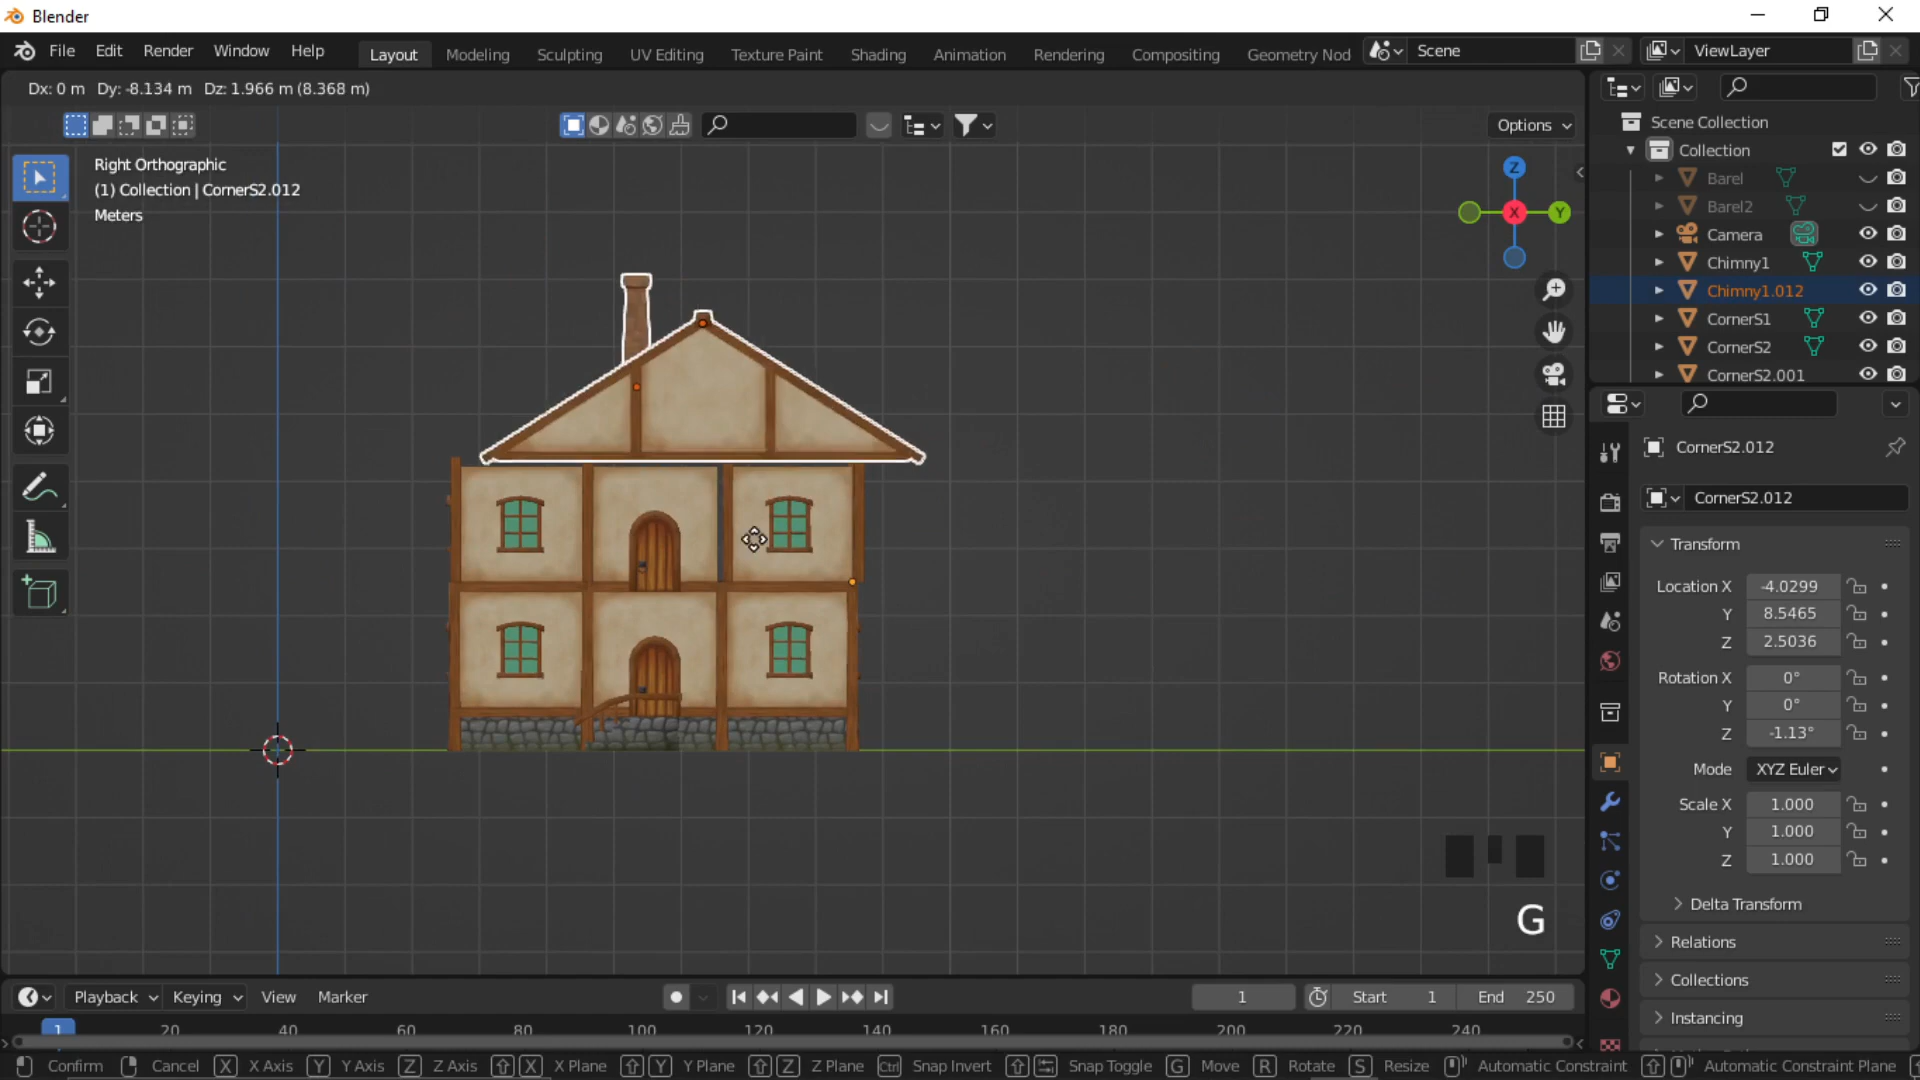 Blender
File Edit Render Window Help Layout Modeling Sculpting UV Editing Texture Paint Shading Animation Rendering Compositing Geometry Nod Scene ViewLayer
Dx: 0 m Dy: -8.134 m Dz: 1.966 m (8.368 m)
Options
Right Orthographic
(1) Collection | CornerS2.012
Meters
Z
Y
X
Scene Collection
Collection
Barel
Barel2
Camera
Chimny1
Chimny1.012
CornerS1
CornerS2
CornerS2.001
CornerS2.012
CornerS2.012
Transform
Location X -4.0299
Y 8.5465
Z 2.5036
Rotation X 0°
Y 0°
Z -1.13°
Mode XYZ Euler
Scale X 1.000
Y 1.000
Z 1.000
Delta Transform
Relations
Collections
Instancing
G
Playback Keying View Marker 1 Start 1 End 250
1 20 40 60 80 100 120 140 160 180 200 220 240
Confirm Cancel X X Axis Y Y Axis Z Z Axis X X Plane Y Y Plane Z Z Plane Ctrl Snap Invert Snap Toggle G Move R Rotate S Resize Automatic Constraint Automatic Constraint Plane